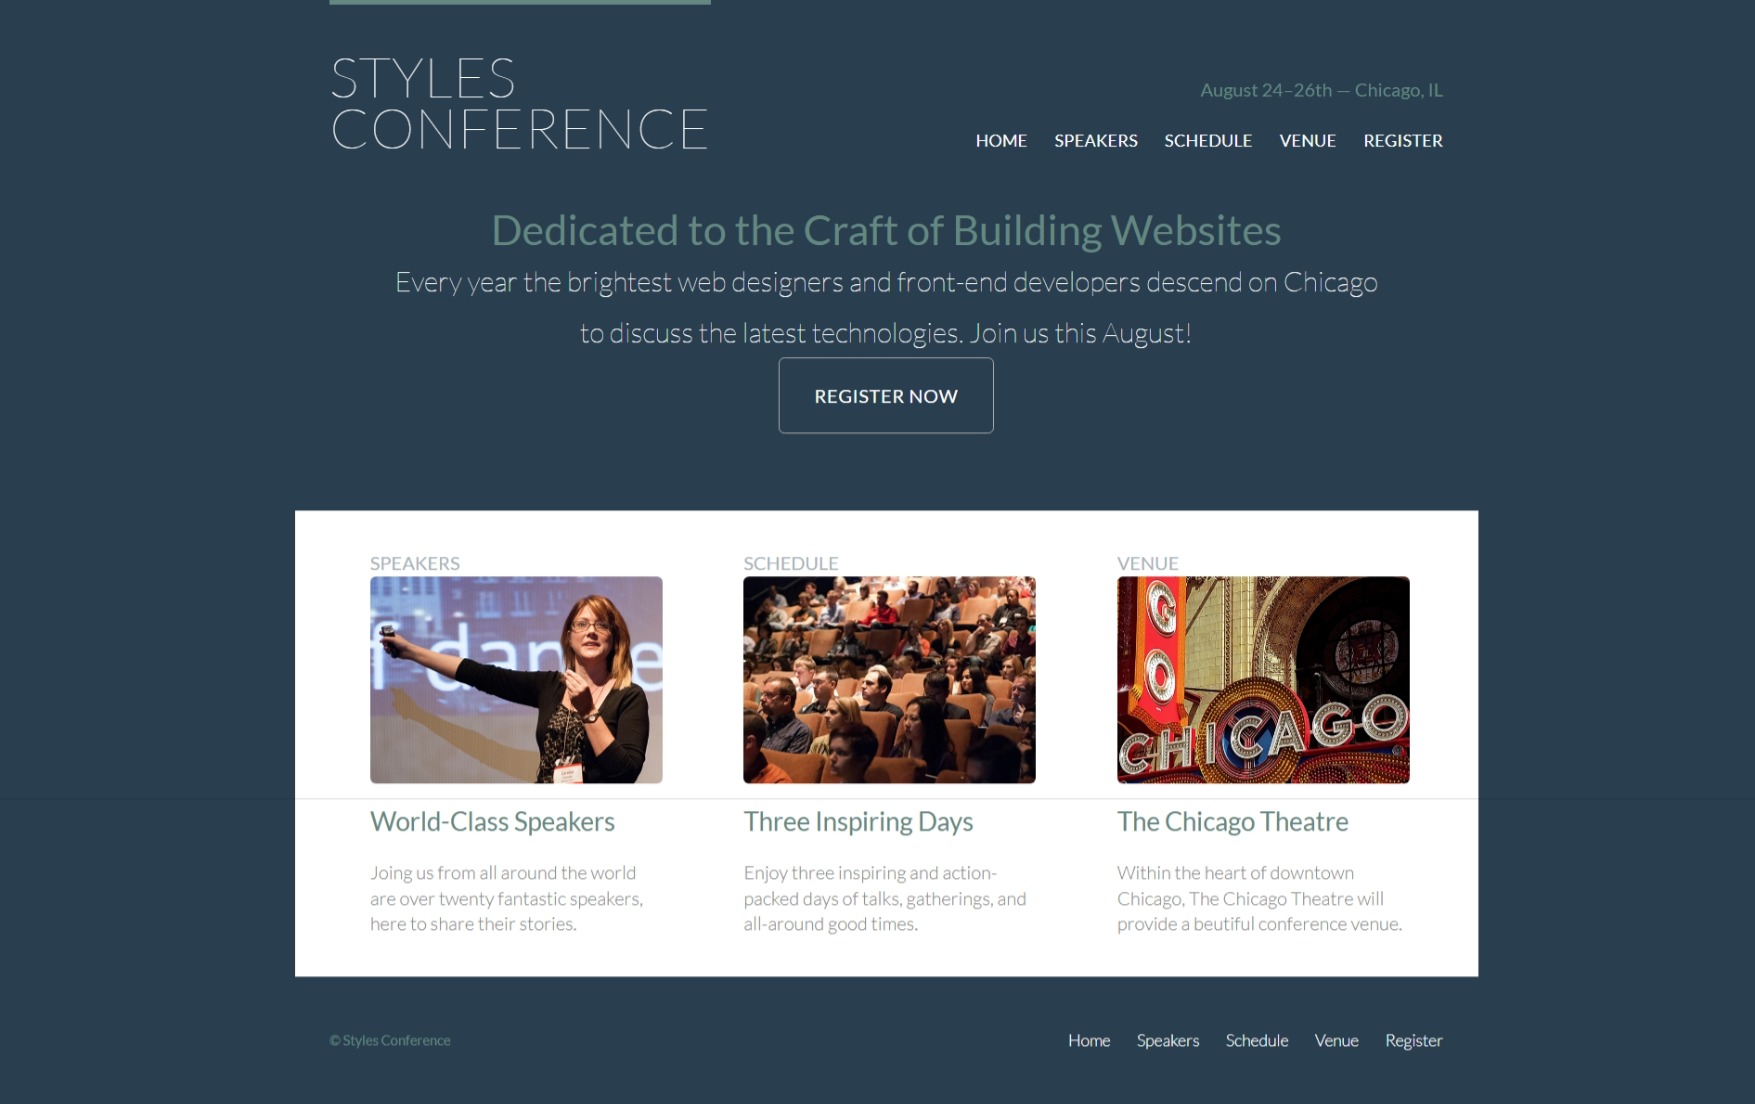 STYLES
CONFERENCE
August 24–26th — Chicago, IL
HOME SPEAKERS SCHEDULE VENUE REGISTER
Dedicated to the Craft of Building Websites
Every year the brightest web designers and front-end developers descend on Chicago
to discuss the latest technologies. Join us this August!
REGISTER NOW
SPEAKERS
f dan e
World-Class Speakers
Joing us from all around the world
are over twenty fantastic speakers,
here to share their stories.
SCHEDULE
Three Inspiring Days
Enjoy three inspiring and action-
packed days of talks, gatherings, and
all-around good times.
VENUE
GO
CHICAGO
The Chicago Theatre
Within the heart of downtown
Chicago, The Chicago Theatre will
provide a beutiful conference venue.
© Styles Conference
Home Speakers Schedule Venue Register